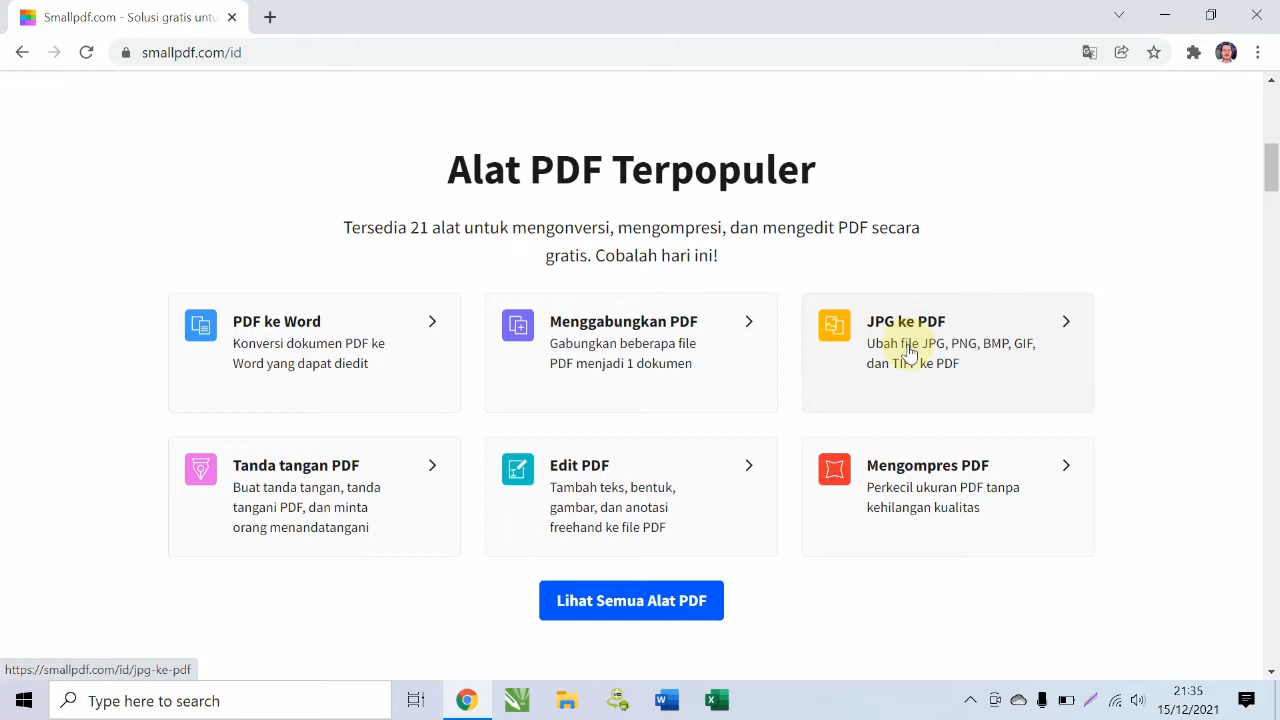 Smallpdf.com - Solusi gratis untu
smallpdf.com/id
Alat PDF Terpopuler
Tersedia 21 alat untuk mengonversi, mengompresi, dan mengedit PDF secara
gratis. Cobalah hari ini!
PDF ke Word
Konversi dokumen PDF ke
Word yang dapat diedit
Menggabungkan PDF
Gabungkan beberapa file
PDF menjadi 1 dokumen
JPG ke PDF
Ubah file JPG, PNG, BMP, GIF,
dan TIFF ke PDF
Tanda tangan PDF
Buat tanda tangan, tanda
tangani PDF, dan minta
orang menandatangani
Edit PDF
Tambah teks, bentuk,
gambar, dan anotasi
freehand ke file PDF
Mengompres PDF
Perkecil ukuran PDF tanpa
kehilangan kualitas
Lihat Semua Alat PDF
https://smallpdf.com/id/jpg-ke-pdf
Type here to search
21:35
15/12/2021